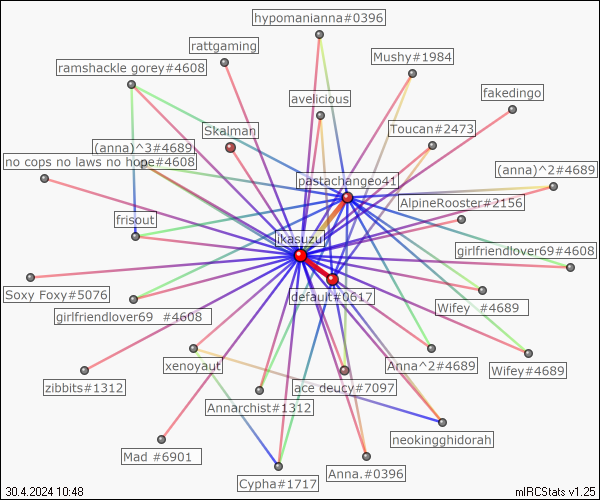 hypomanianna#0396
rattgaming
Mushy#1984
ramshackle gorey#4608
fakedingo
avelicious
Skalman
Toucan#2473
(anna)^3#4689
no cops no laws no hope#4608
(anna)^2#4689
pastachangeo41
AlpineRooster#2156
frisout
ikasuzu
girlfriendlover69#4608
Soxy Foxy#5076
default#0617
girlfriendlover69 #4608
Wifey #4689
xenoyaut
Anna^2#4689
Wifey#4689
zibbits#1312
ace deucy#7097
Annarchist#1312
neokingghidorah
Mad #6901
Anna.#0396
Cypha#1717
30.4.2024 10:48
mIRCStats v1.25